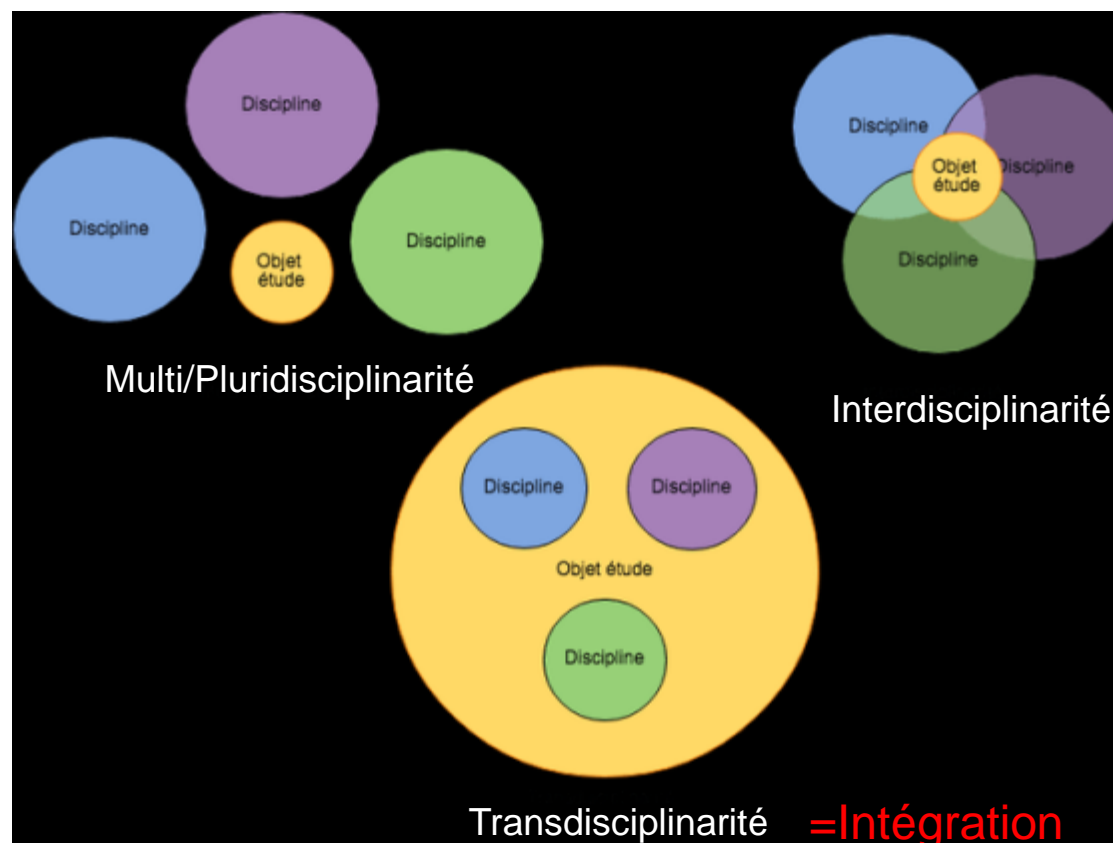 Discipline
Discipline
Discipline
Objet
étude
Multi/Pluridisciplinarité
Discipline
Discipline
Objet
étude
Discipline
Interdisciplinarité
Discipline
Discipline
Objet étude
Discipline
Transdisciplinarité =Intégration